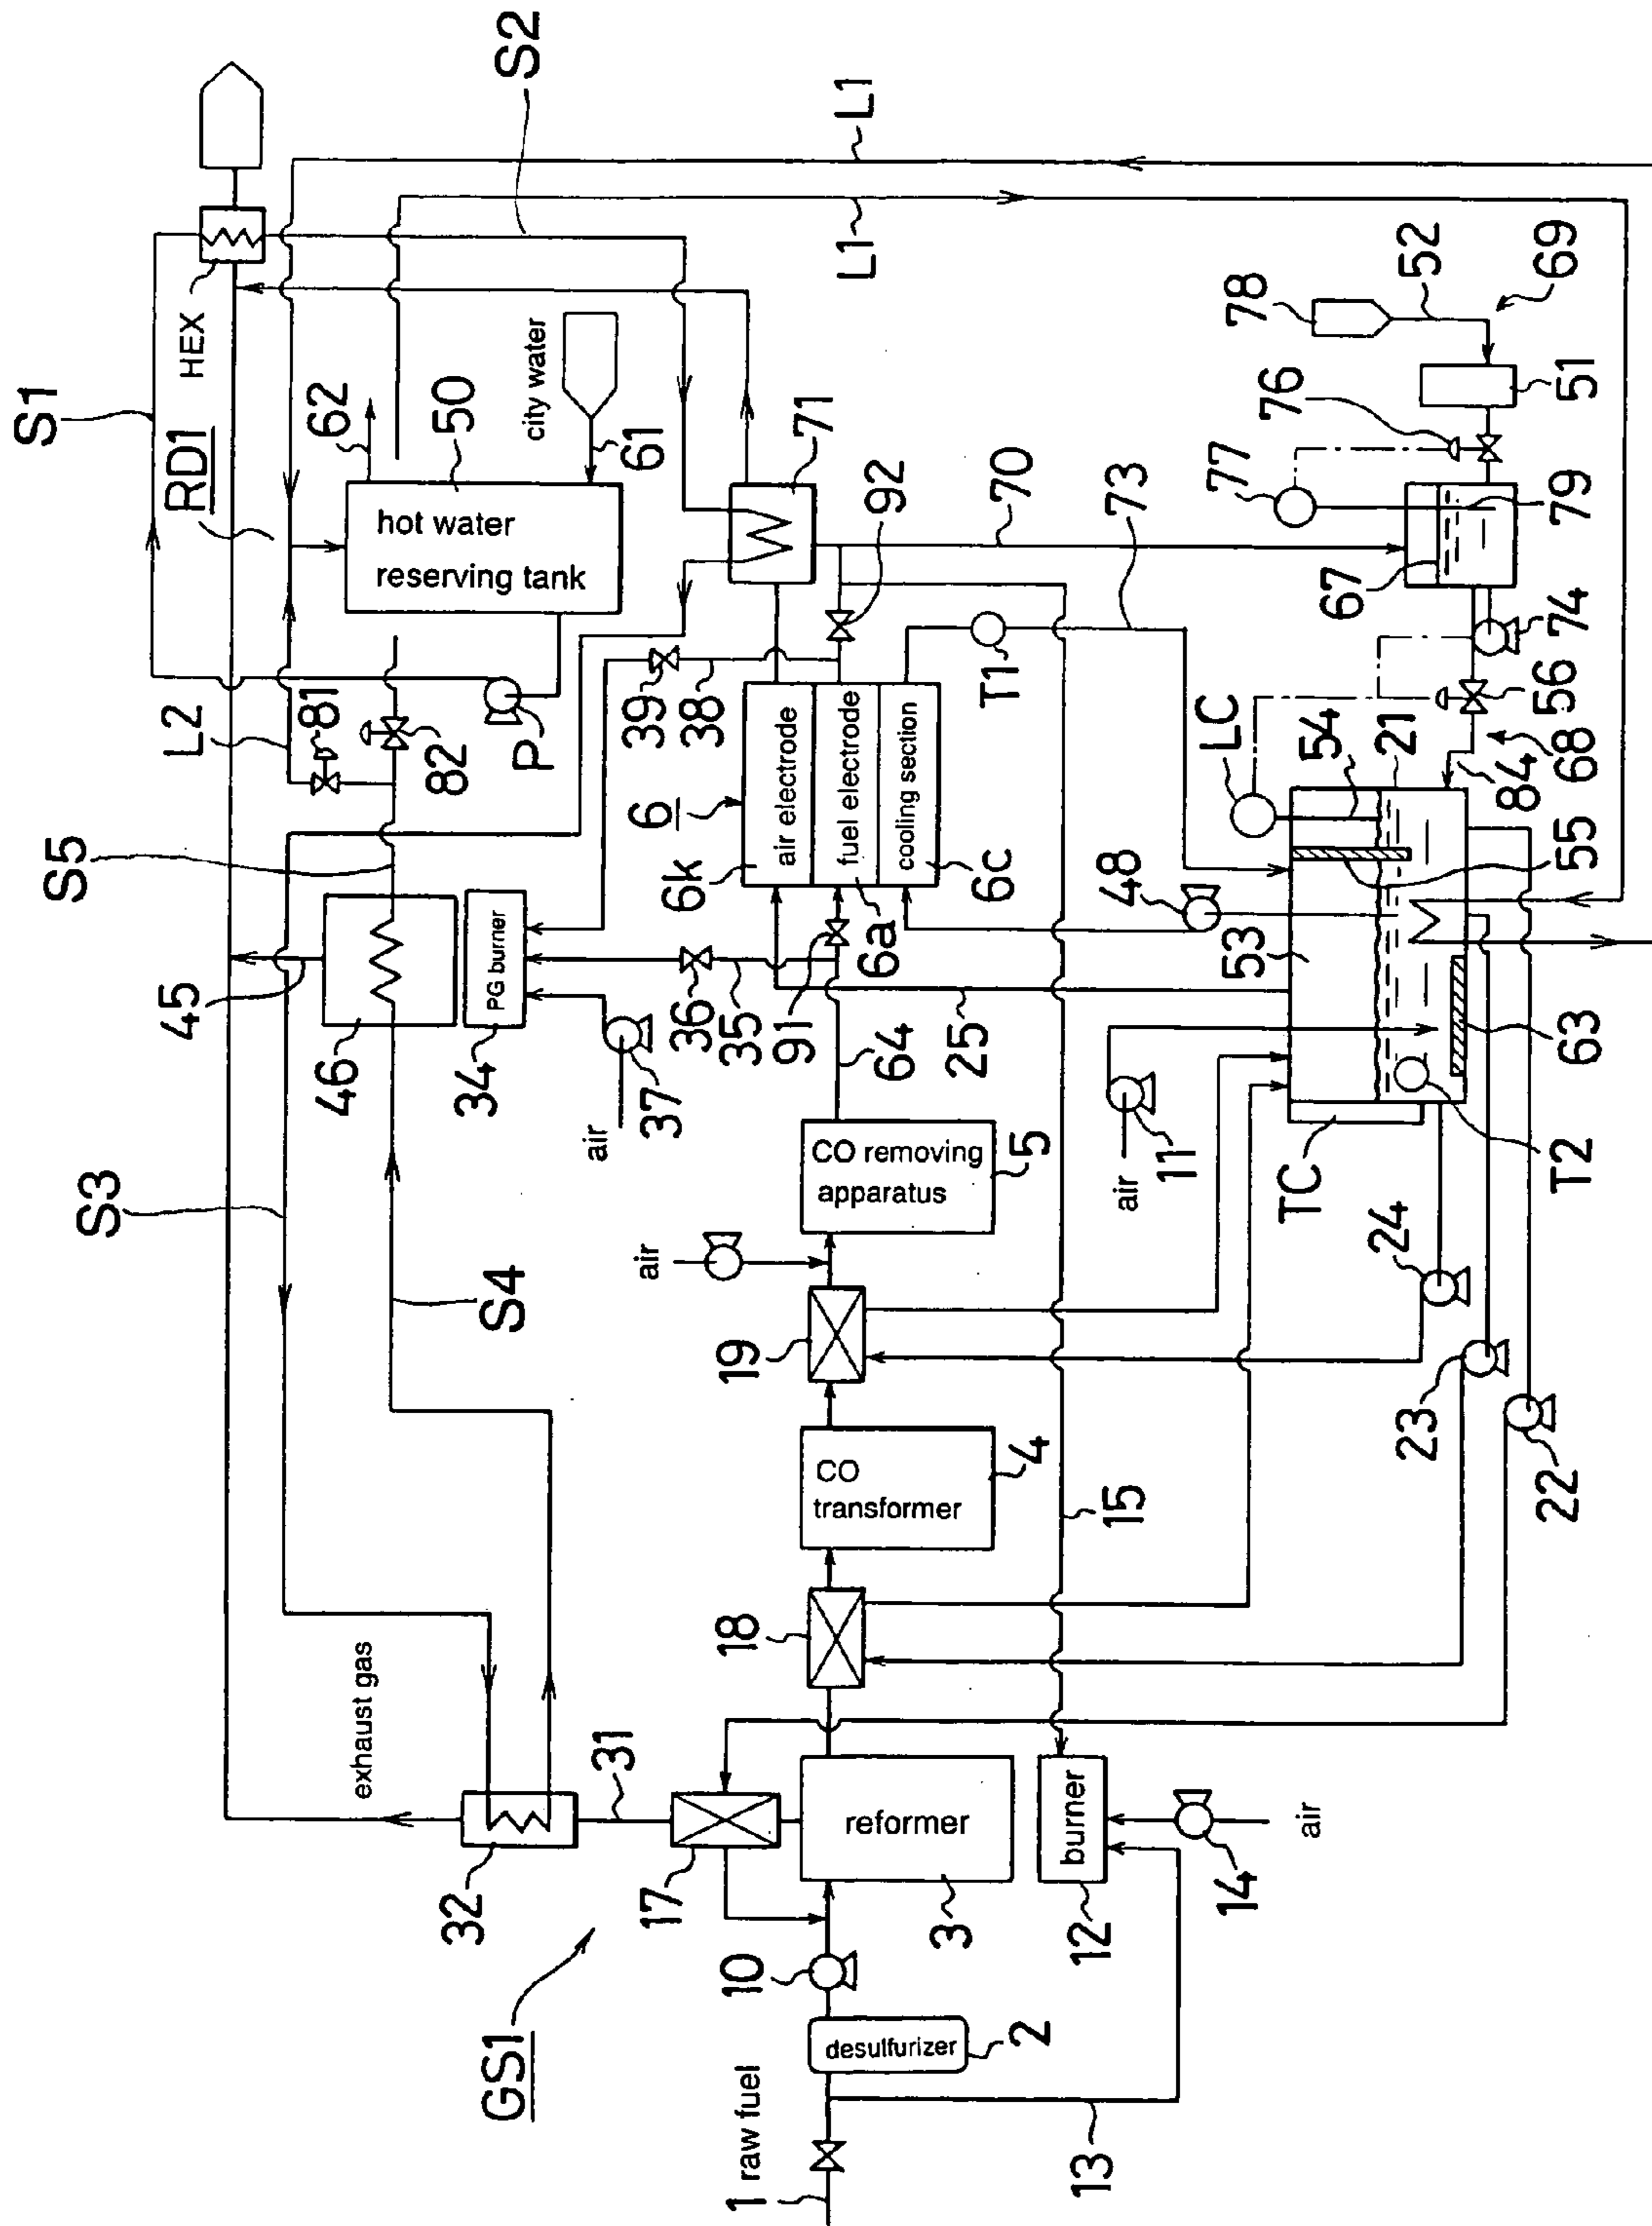 S1
S2
S3
S4
S5
RD1
HEX
L1
L1
L2
62
50
hot water
reserving tank
city water
61
81
82
P
45
46
PG burner
34
air
37
36
35
39
38
71
92
70
73
T1
6
6k
air electrode
fuel electrode
cooling section
6a
6c
91
64
25
48
78
52
69
51
76
77
79
67
74
56
68
84
LC
54
21
55
53
63
T2
TC
11
air
24
23
22
exhaust gas
31
32
17
GS1
10
reformer
3
18
CO
transformer
4
19
air
CO removing
apparatus
5
15
burner
12
14
air
desulfurizer
2
1 raw fuel
13